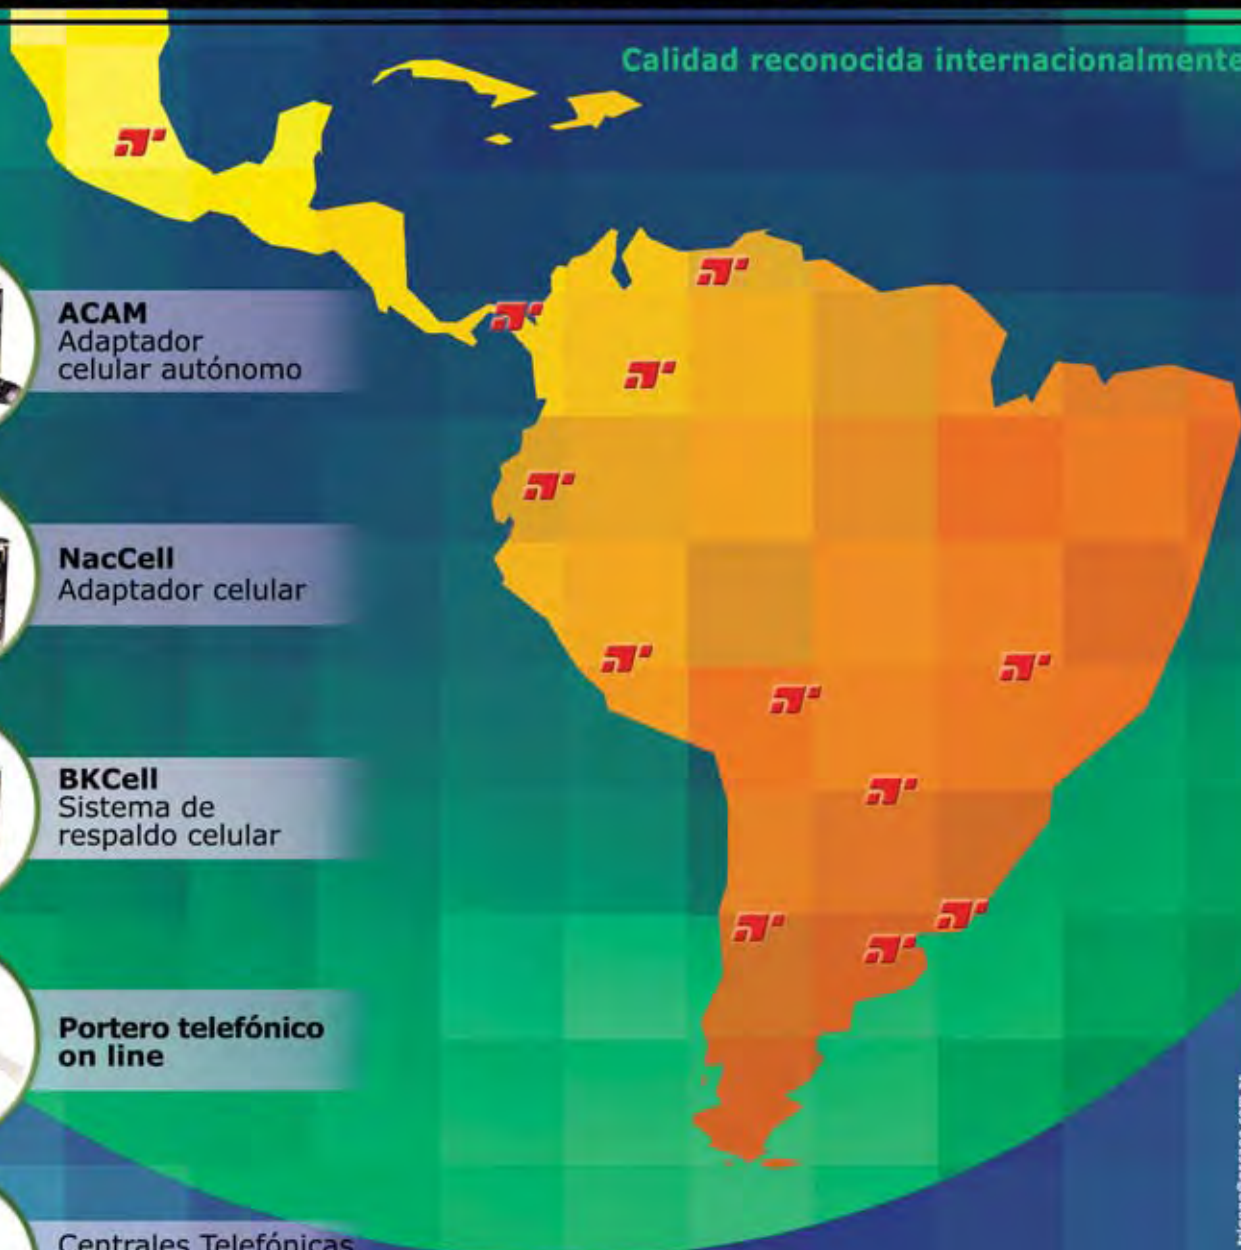 Calidad reconocida internacionalmente
ACAM
Adaptador
celular autónomo
NacCell
Adaptador celular
BKCell
Sistema de
respaldo celular
Portero telefónico
on line
Centrales Telefónicas